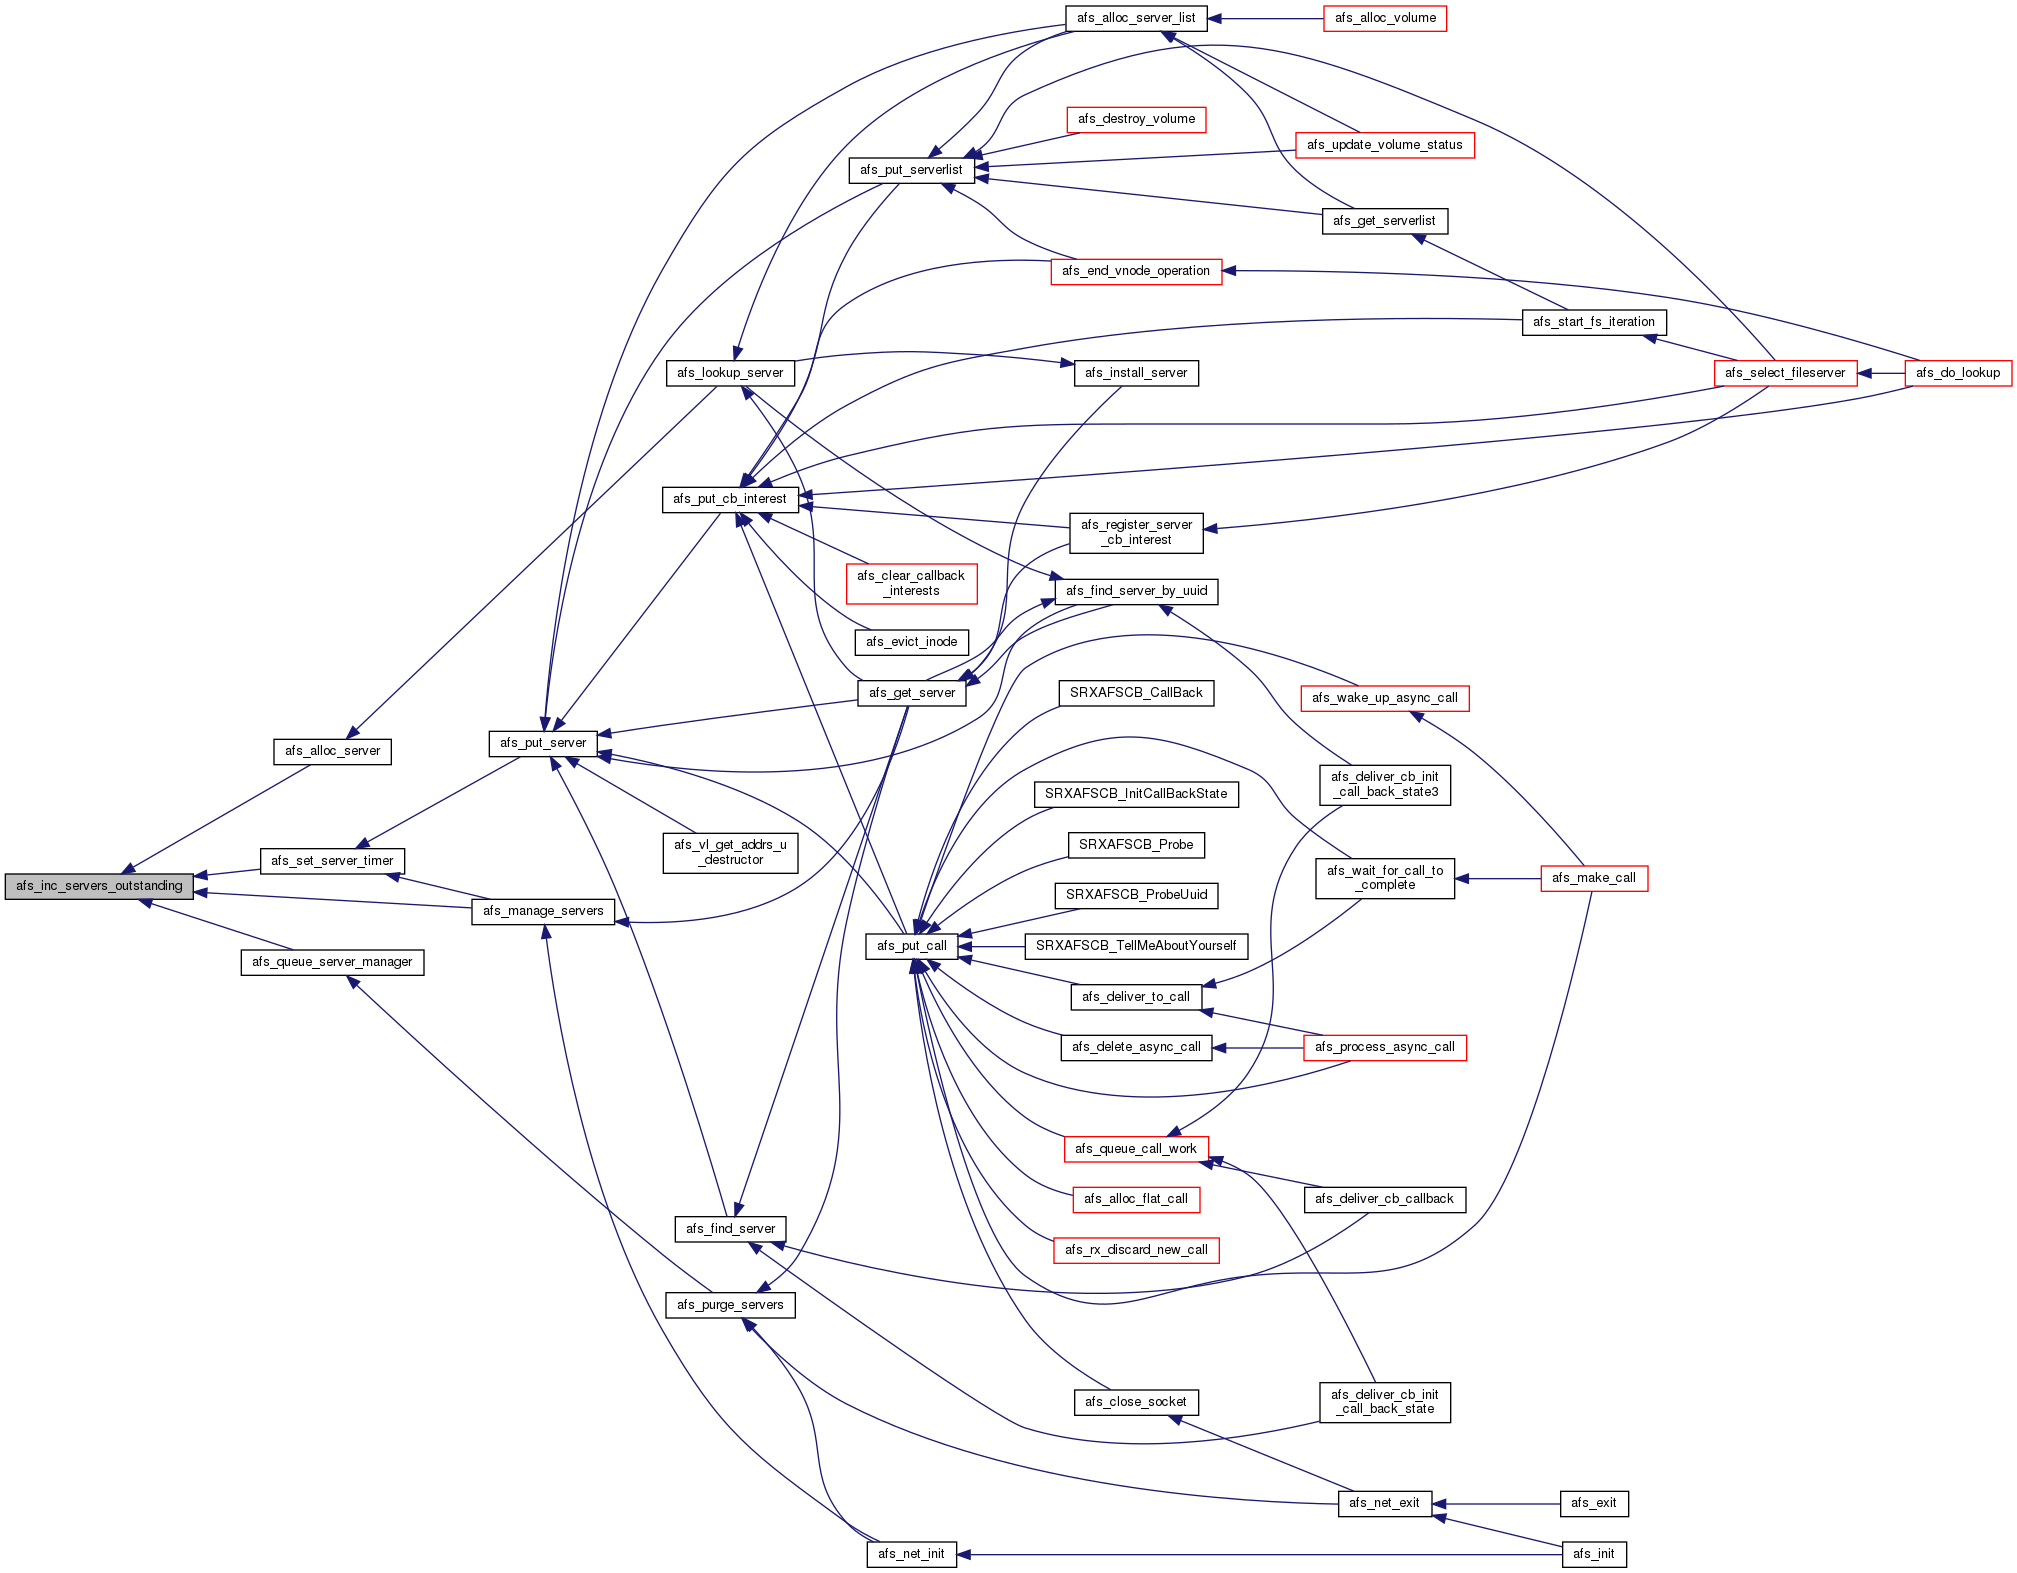 afs_alloc_server_list
afs_alloc_volume
afs_destroy_volume
afs_update_volume_status
afs_put_serverlist
afs_get_serverlist
afs_end_vnode_operation
afs_start_fs_iteration
afs_lookup_server
afs_install_server
afs_select_fileserver
afs_do_lookup
afs_put_cb_interest
afs_register_server
_cb_interest
afs_clear_callback
_interests
afs_find_server_by_uuid
afs_evict_inode
afs_get_server
SRXAFSCB_CallBack
afs_wake_up_async_call
afs_alloc_server
afs_put_server
afs_deliver_cb_init
_call_back_state3
SRXAFSCB_InitCallBackState
afs_vl_get_addrs_u
_destructor
SRXAFSCB_Probe
afs_set_server_timer
afs_wait_for_call_to
_complete
afs_make_call
afs_inc_servers_outstanding
SRXAFSCB_ProbeUuid
afs_manage_servers
afs_put_call
SRXAFSCB_TellMeAboutYourself
afs_queue_server_manager
afs_deliver_to_call
afs_delete_async_call
afs_process_async_call
afs_queue_call_work
afs_alloc_flat_call
afs_deliver_cb_callback
afs_find_server
afs_rx_discard_new_call
afs_purge_servers
afs_close_socket
afs_deliver_cb_init
_call_back_state
afs_net_exit
afs_exit
afs_net_init
afs_init